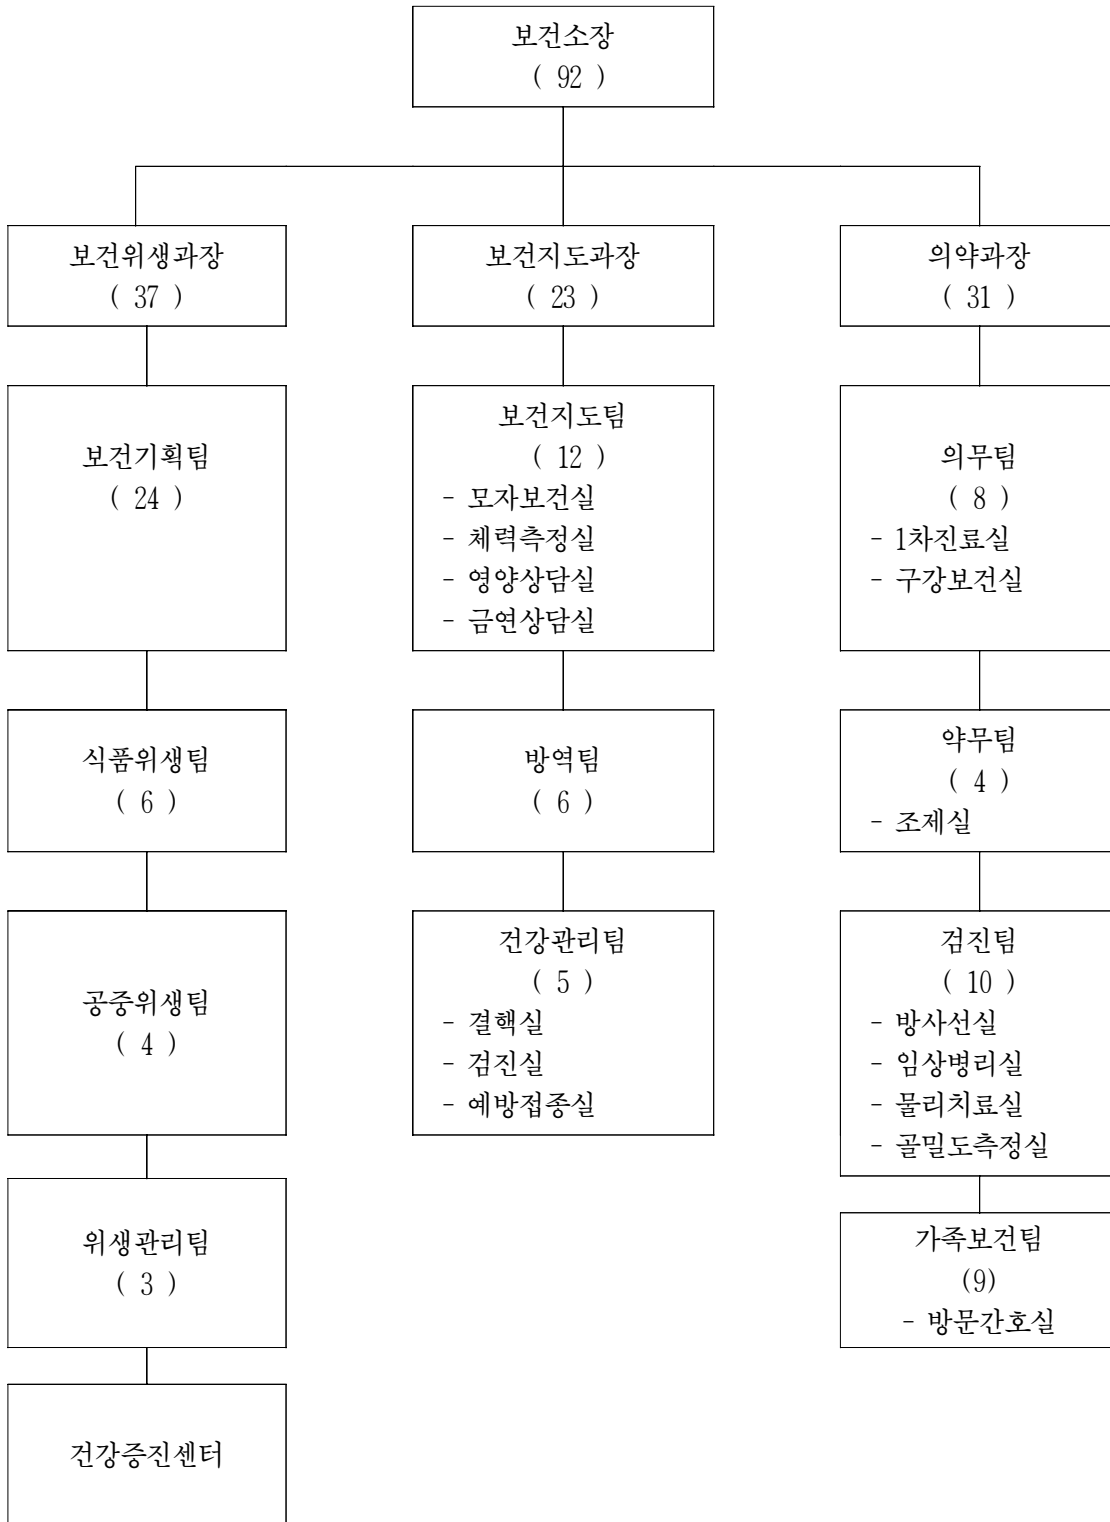 보건소장
( 92 )
보건위생과장
( 37 )
보건기획팀
( 24 )
식품위생팀
( 6 )
공중위생팀
( 4 )
위생관리팀
( 3 )
건강증진센터
보건지도과장
( 23 )
보건지도팀
( 12 )
- 모자보건실
- 체력측정실
- 영양상담실
- 금연상담실
방역팀
( 6 )
건강관리팀
( 5 )
- 결핵실
- 검진실
- 예방접종실
의약과장
( 31 )
의무팀
( 8 )
- 1차진료실
- 구강보건실
약무팀
( 4 )
- 조제실
검진팀
( 10 )
- 방사선실
- 임상병리실
- 물리치료실
- 골밀도측정실
가족보건팀
(9)
- 방문간호실